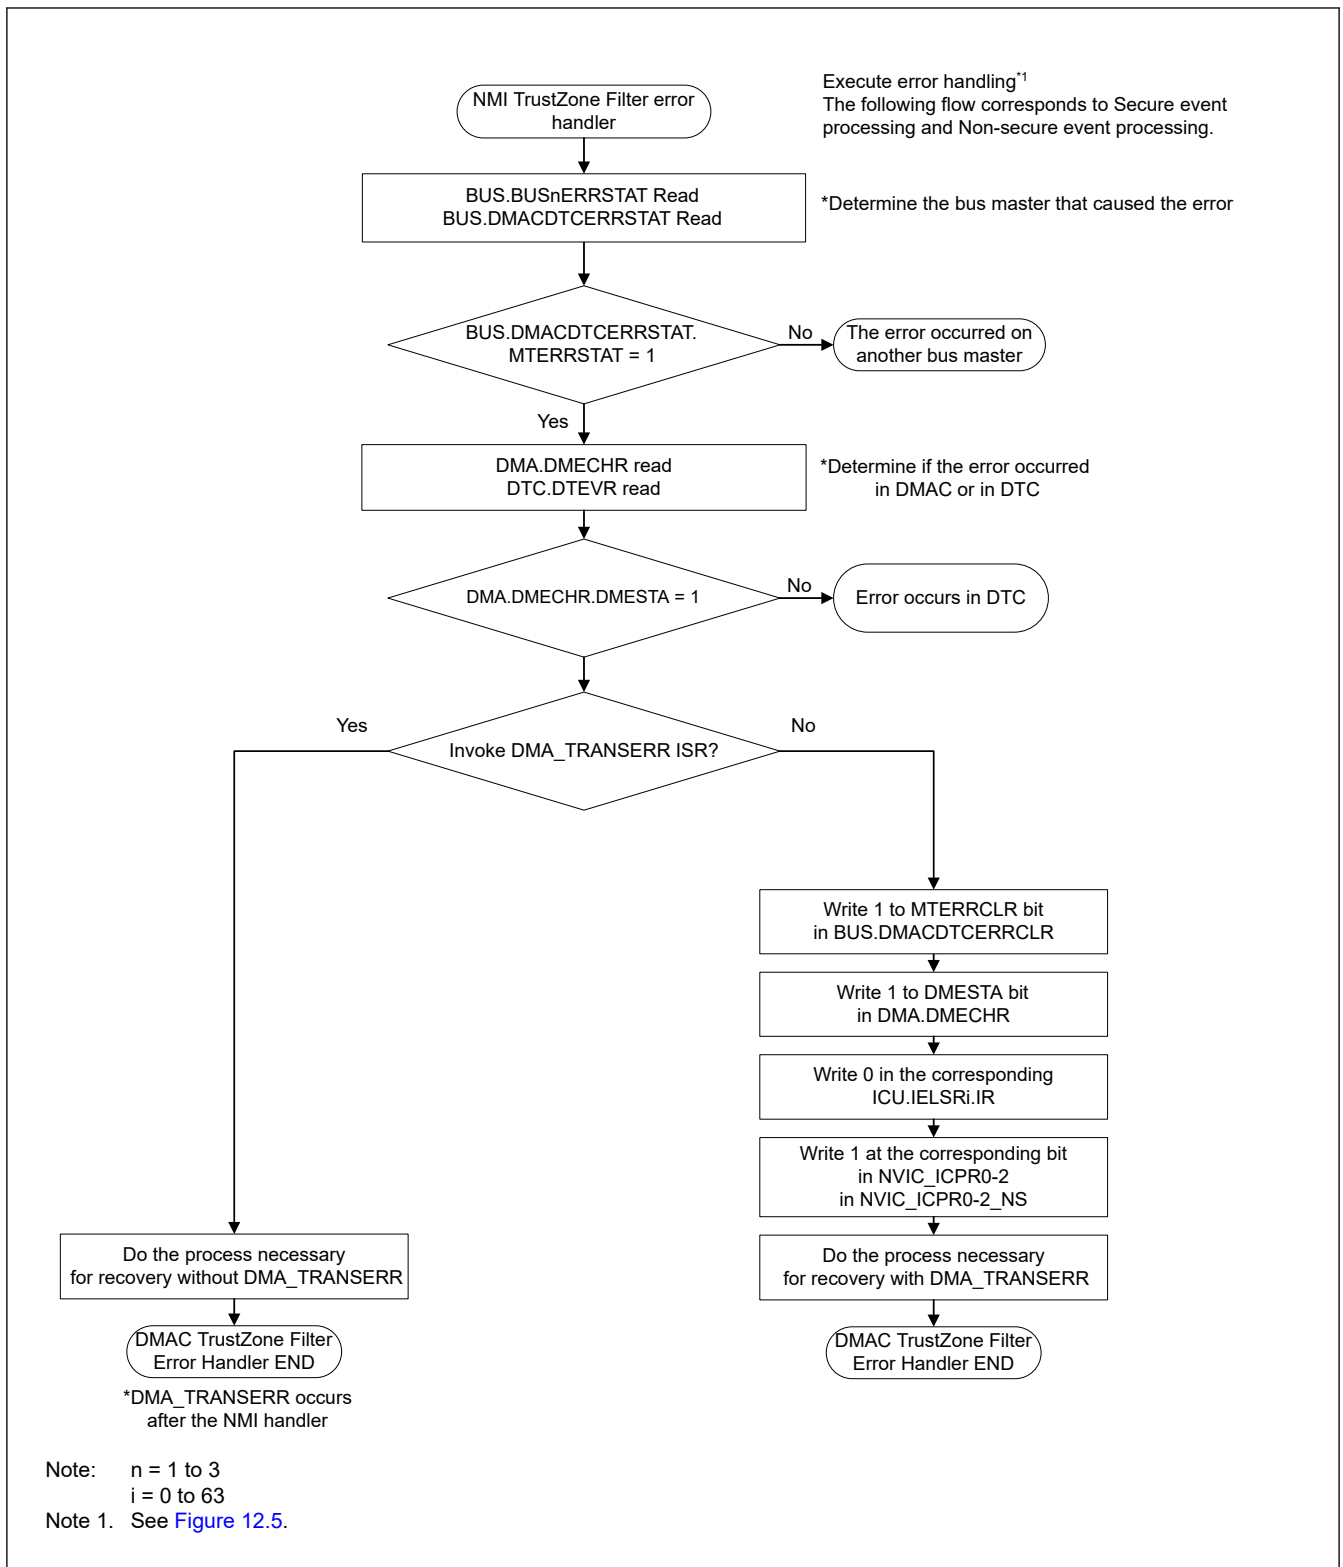 NMI TrustZone Filter error
handler
Execute error handling*1
The following flow corresponds to Secure event
processing and Non-secure event processing.
BUS.BUSnERRSTAT Read
BUS.DMACDTCERRSTAT Read
*Determine the bus master that caused the error
BUS.DMACDTCERRSTAT.
MTERRSTAT = 1
No
The error occurred on
another bus master
Yes
DMA.DMECHR read
DTC.DTEVR read
*Determine if the error occurred
in DMAC or in DTC
DMA.DMECHR.DMESTA = 1
No
Error occurs in DTC
Yes
Invoke DMA_TRANSERR ISR?
No
Write 1 to MTERRCLR bit
in BUS.DMACDTCERRCLR
Write 1 to DMESTA bit
in DMA.DMECHR
Write 0 in the corresponding
ICU.IELSRi.IR
Write 1 at the corresponding bit
in NVIC_ICPR0-2
in NVIC_ICPR0-2_NS
Do the process necessary
for recovery without DMA_TRANSERR
Do the process necessary
for recovery with DMA_TRANSERR
DMAC TrustZone Filter
Error Handler END
DMAC TrustZone Filter
Error Handler END
*DMA_TRANSERR occurs
after the NMI handler
Note: n = 1 to 3
i = 0 to 63
Note 1. See Figure 12.5.